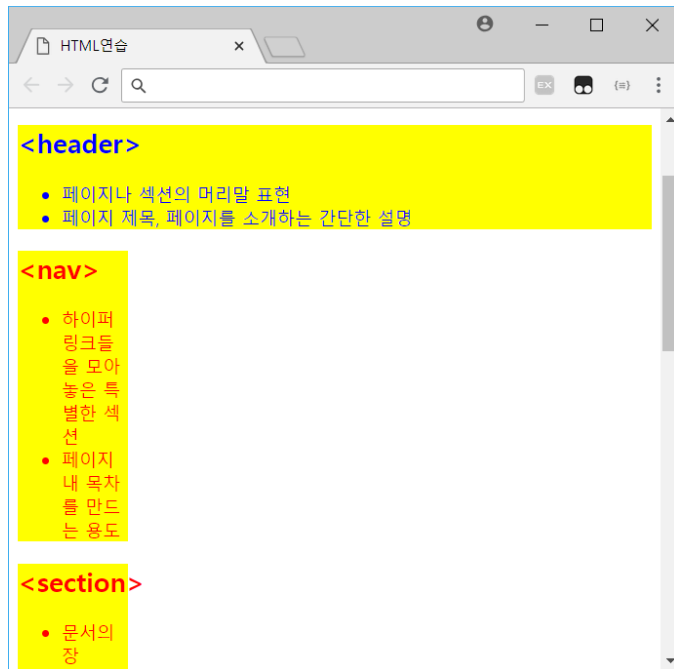 HTML연습
EX
{≡}
<header>
• 페이지나 섹션의 머리말 표현
• 페이지 제목, 페이지를 소개하는 간단한 설명
<nav>
• 하이퍼
링크들
을 모아
놓은 특
별한 섹
션
• 페이지
내 목차
를 만드
는 용도
<section>
• 문서의
장